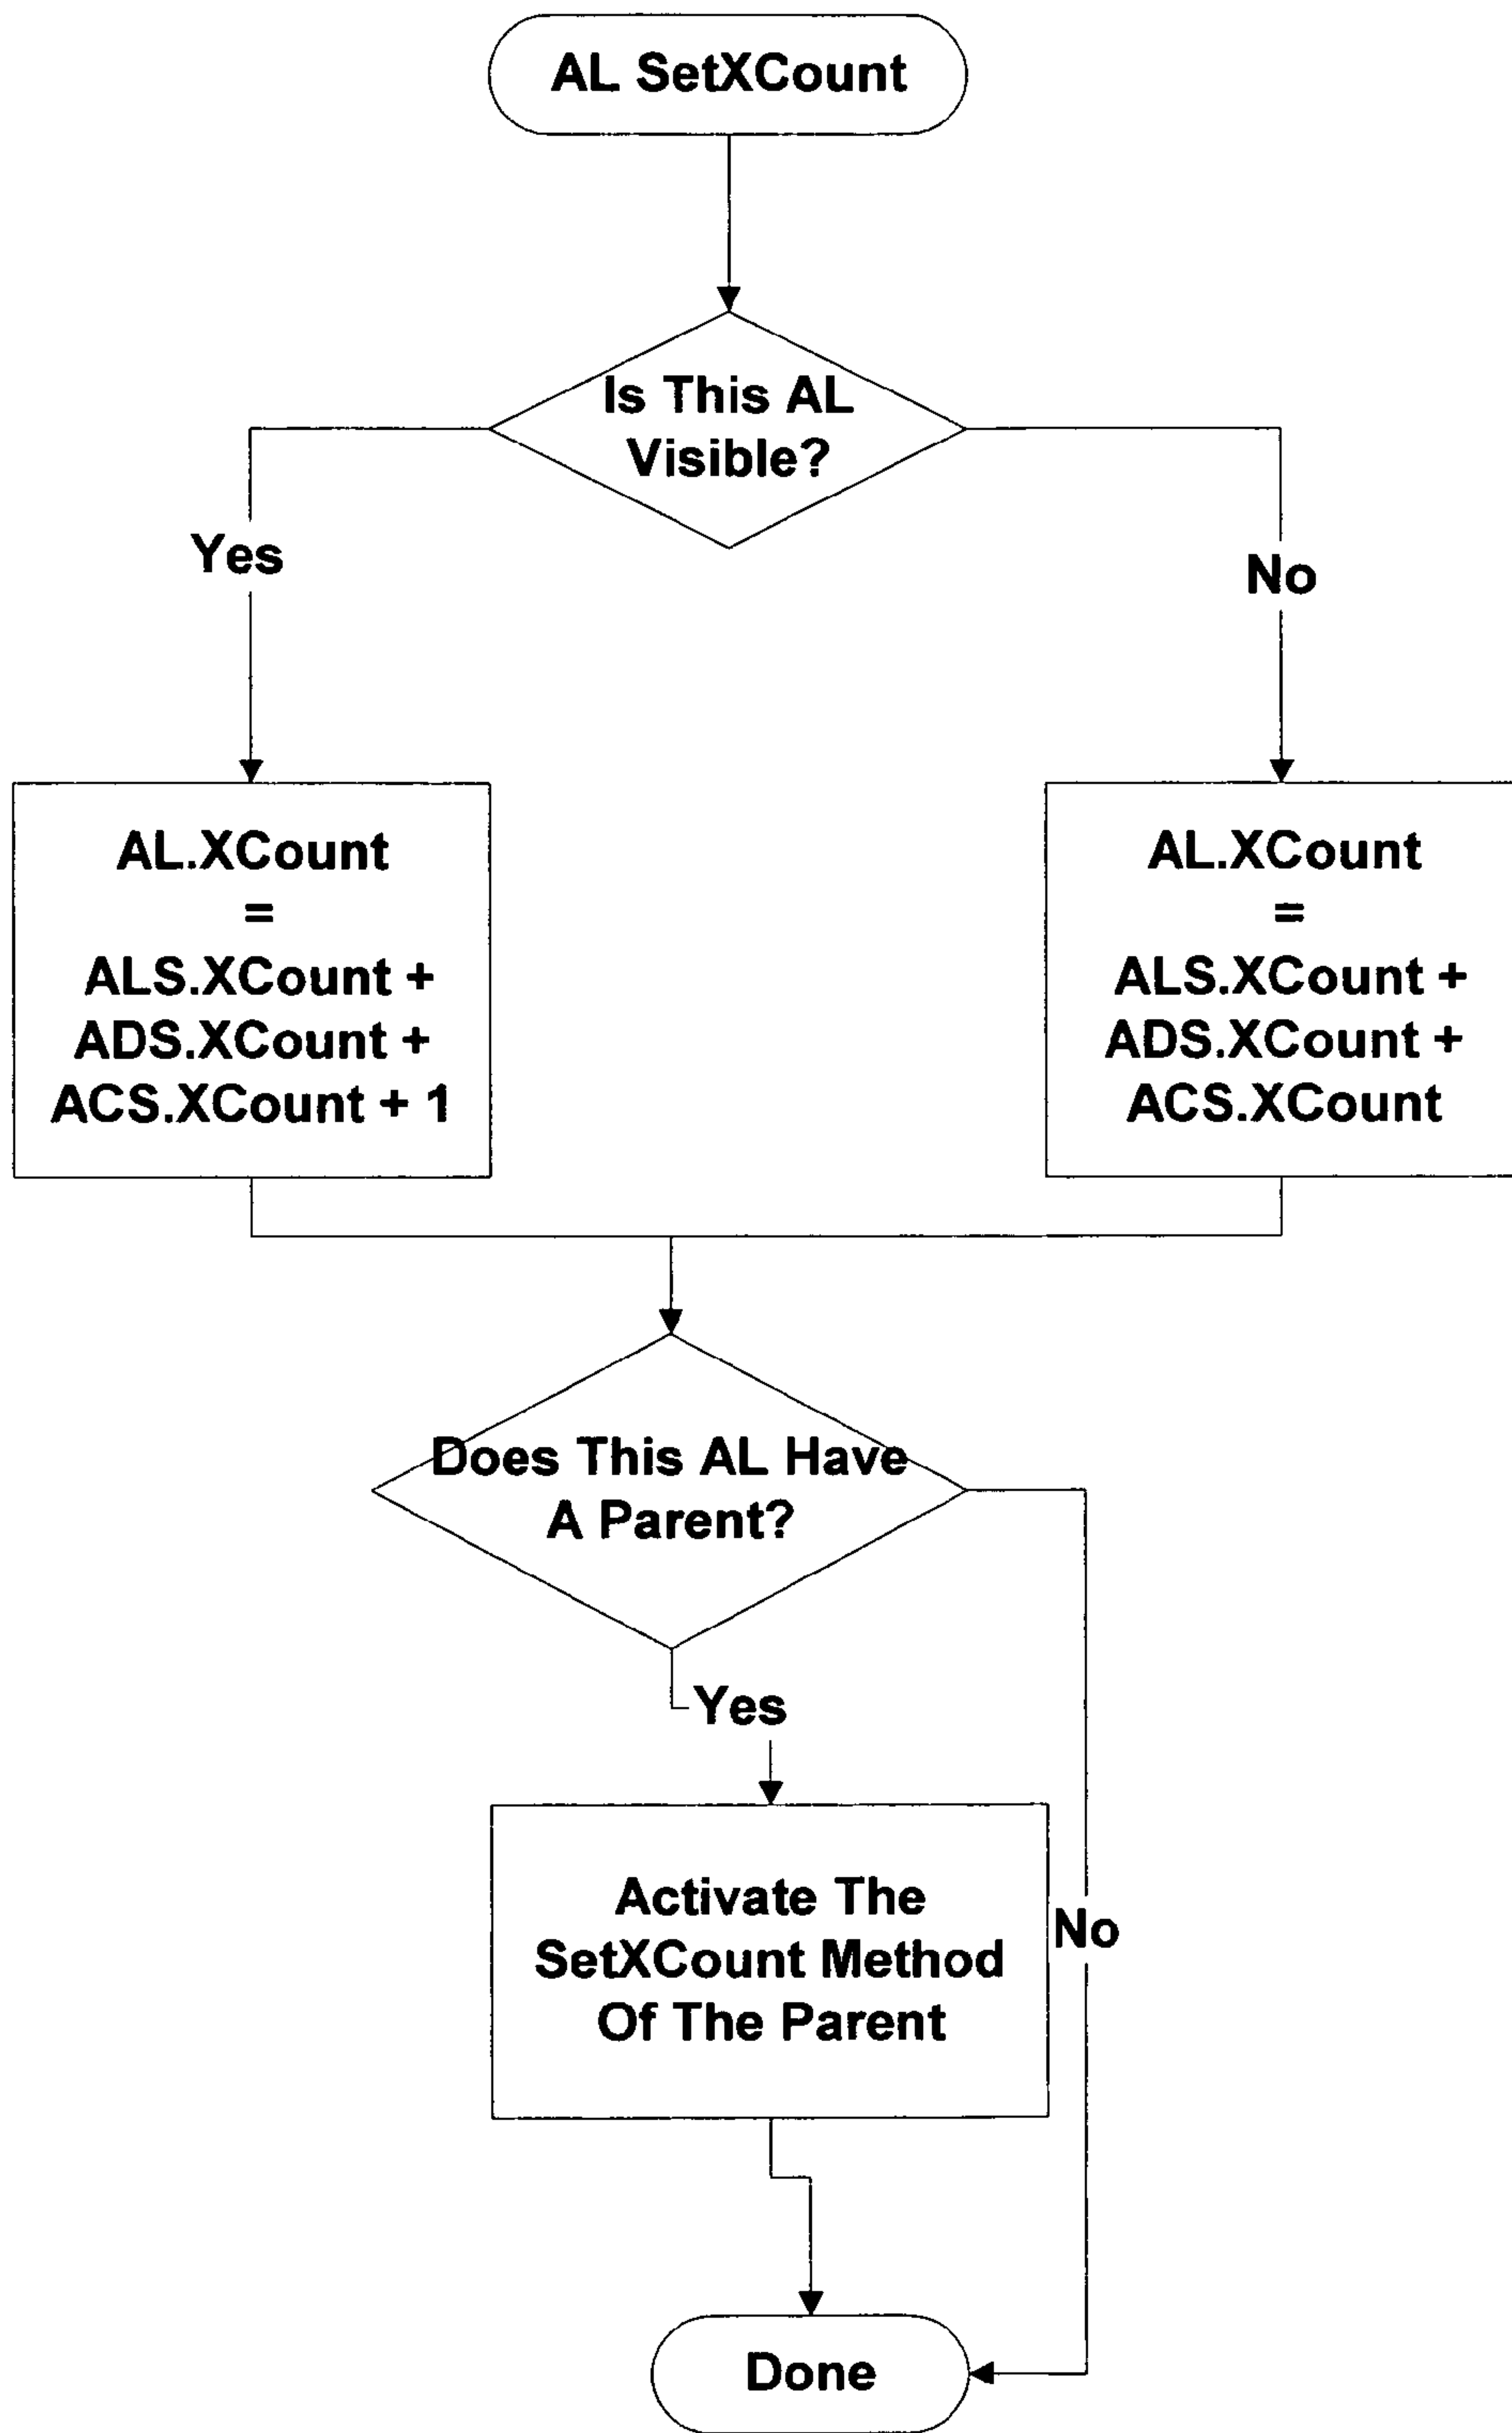 AL SetXCount
Is This AL
Visible?
Yes
No
AL.XCount
=
ALS.XCount +
ADS.XCount +
ACS.XCount + 1
AL.XCount
=
ALS.XCount +
ADS.XCount +
ACS.XCount
Does This AL Have
A Parent?
Yes
Activate The
SetXCount Method
Of The Parent
No
Done